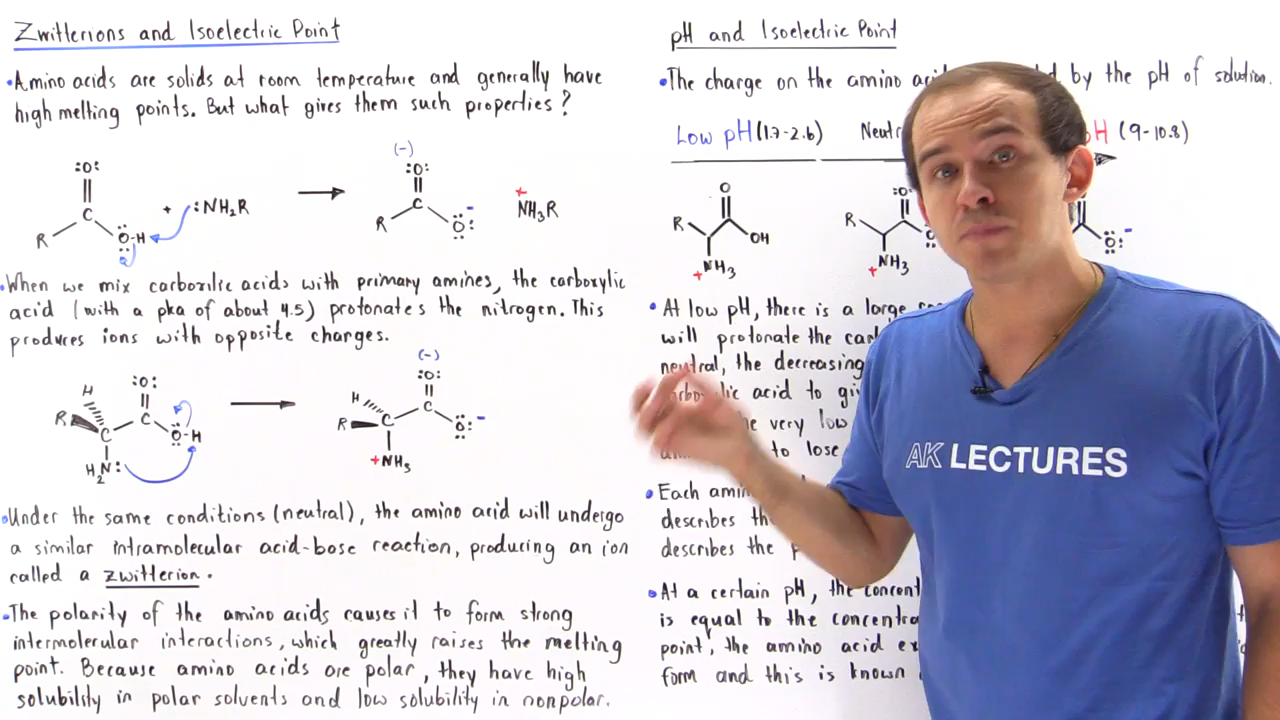 Zwitterions and Isoelectric Point
•Amino acids are solids at room temperature and generally have
high melting points. But what gives them such properties?
(-)
:O:
||
C
R
:O-H
+
:NH2R
:O:
||
C
R
:O: -
+
NH3R
•When we mix carboxilic acids with primary amines, the carboxylic
acid (with a pka of about 4.5) protonates the nitrogen. This
produces ions with opposite charges.
H
:O:
||
R
C
C
:O-H
H2N:
(-)
:O:
||
H
R
C
C
:O: -
+NH3
•Under the same conditions (neutral), the amino acid will undergo
a similar intramolecular acid-base reaction, producing an ion
called a zwitterion.
•The polarity of the amino acids causes it to form strong
intermolecular interactions, which greatly raises the melting
point. Because amino acids are polar, they have high
solubility in polar solvents and low solubility in nonpolar.
pH and Isoelectric Point
•The charge on the amino by the pH of solution.
Low pH (1.7-2.6) pH (9-10.8)
O
||
R
OH
+NH3
:O:
R
+NH3
:O: -
•At low pH, there is a large
will protonate the
neutral, the decreasing
acid to
very low
to lose
•Each
describes
describes the
•At a certain pH, the
is equal to the
point, the amino acid
form and this is known
AK LECTURES